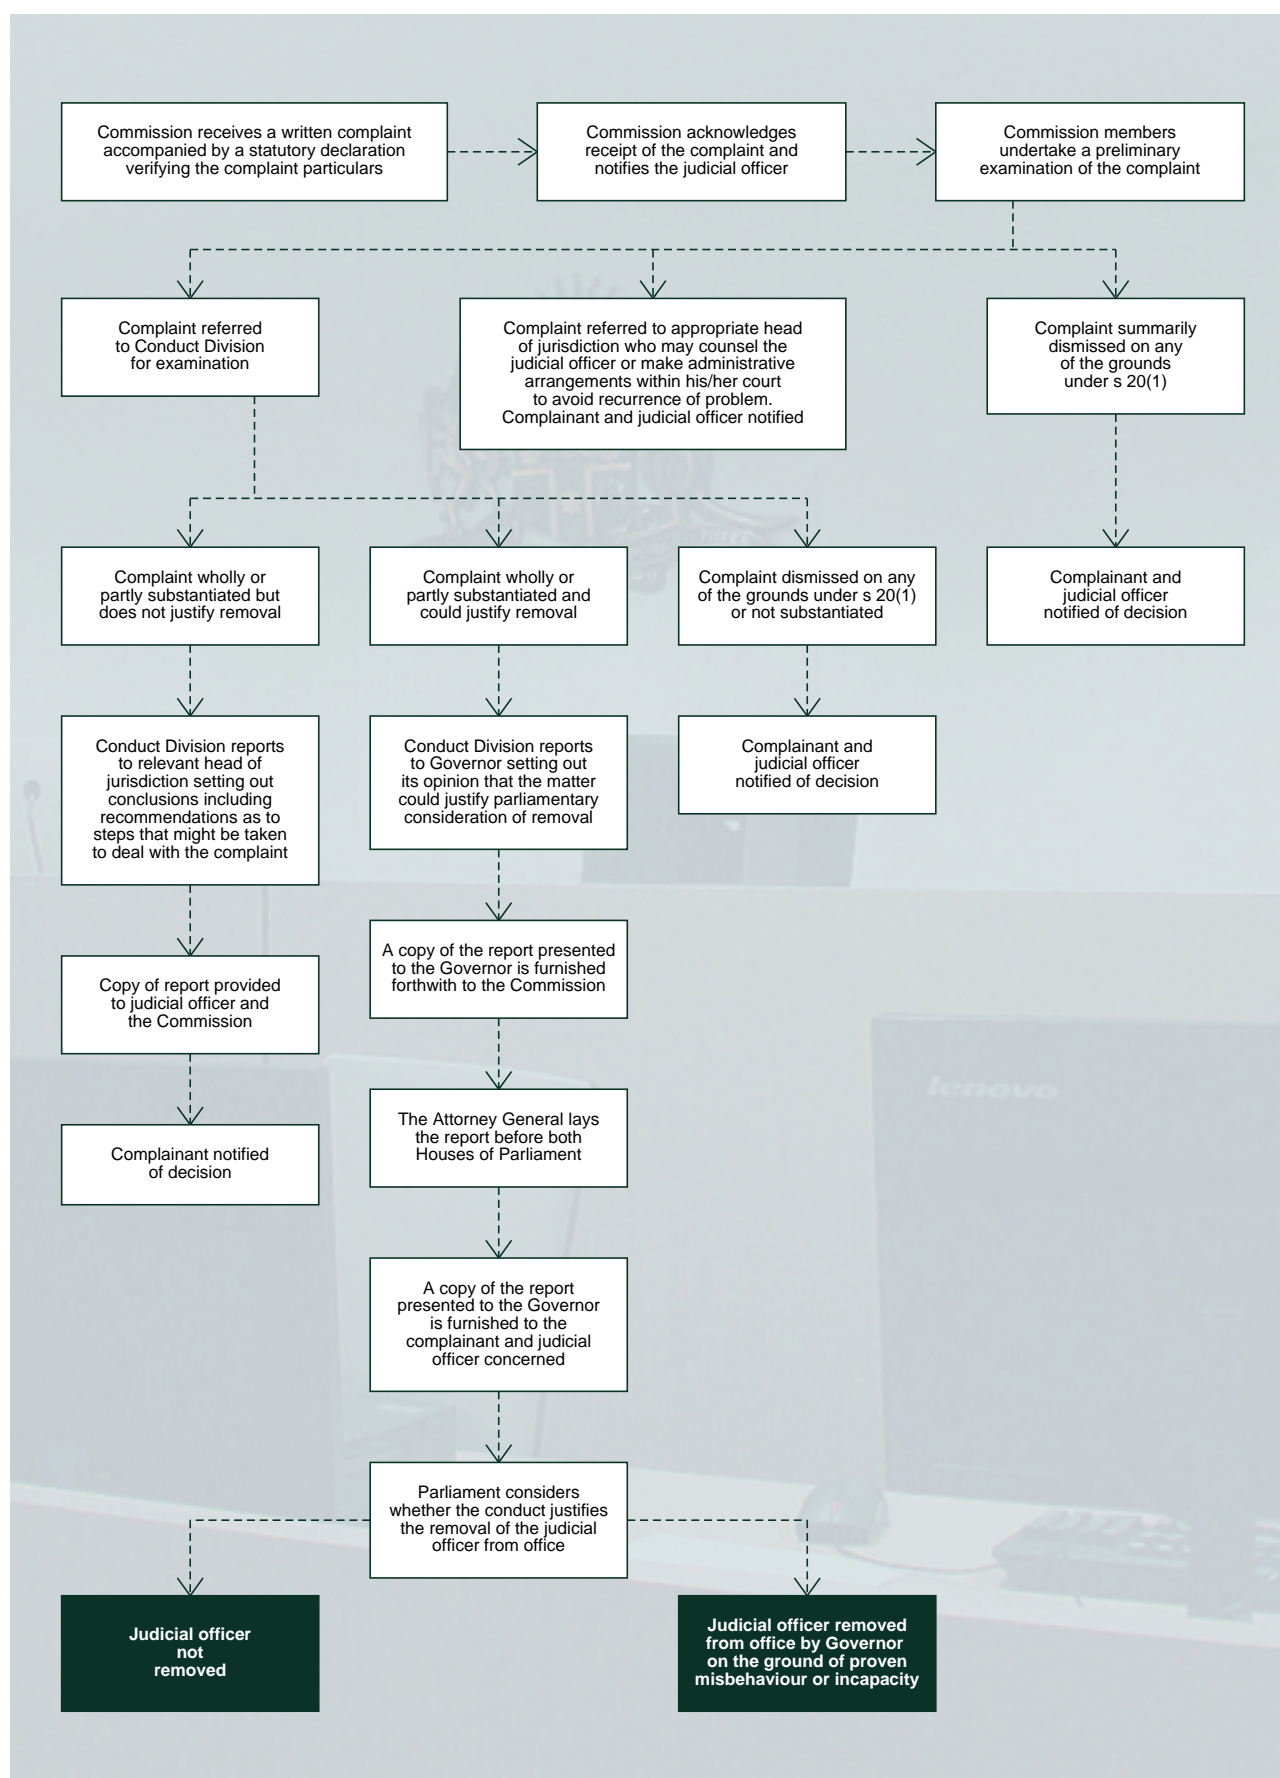 Commission receives a written complaint
accompanied by a statutory declaration
verifying the complaint particulars
Commission acknowledges
receipt of the complaint and
notifies the judicial officer
Commission members
undertake a preliminary
examination of the complaint
Complaint referred
to Conduct Division
for examination
Complaint referred to appropriate head
of jurisdiction who may counsel the
judicial officer or make administrative
arrangements within his/her court
to avoid recurrence of problem.
Complainant and judicial officer notified
Complaint summarily
dismissed on any
of the grounds
under s 20(1)
Complaint wholly or
partly substantiated but
does not justify removal
Complaint wholly or
partly substantiated and
could justify removal
Complaint dismissed on any
of the grounds under s 20(1)
or not substantiated
Complainant and
judicial officer
notified of decision
Conduct Division reports
to relevant head of
jurisdiction setting out
conclusions including
recommendations as to
steps that might be taken
to deal with the complaint
Conduct Division reports
to Governor setting out
its opinion that the matter
could justify parliamentary
consideration of removal
Complainant and
judicial officer
notified of decision
A copy of the report presented
to the Governor is furnished
forthwith to the Commission
Copy of report provided
to judicial officer and
the Commission
The Attorney General lays
the report before both
Houses of Parliament
lenovo
Complainant notified
of decision
A copy of the report
presented to the Governor
is furnished to the
complainant and judicial
officer concerned
Parliament considers
whether the conduct justifies
the removal of the judicial
officer from office
Judicial officer
not
removed
Judicial officer removed
from office by Governor
on the ground of proven
misbehaviour or incapacity